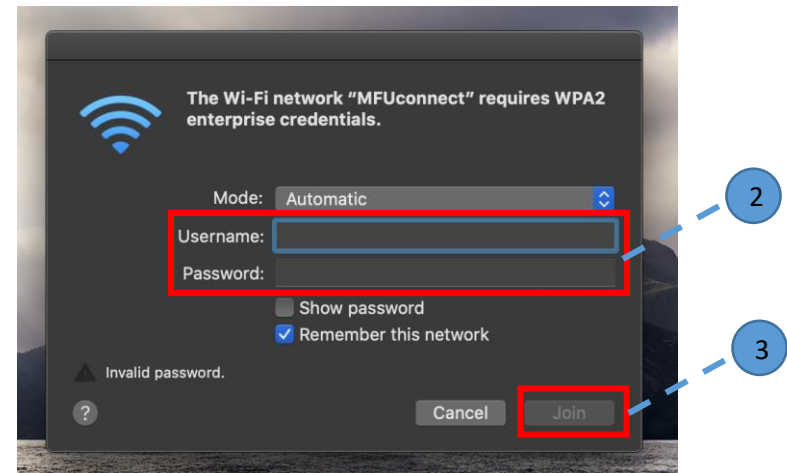 The Wi-Fi network “MFUconnect” requires WPA2
enterprise credentials.
Mode: Automatic
2
Username:
Password:
Show password
Remember this network
3
Invalid password.
? Cancel Join